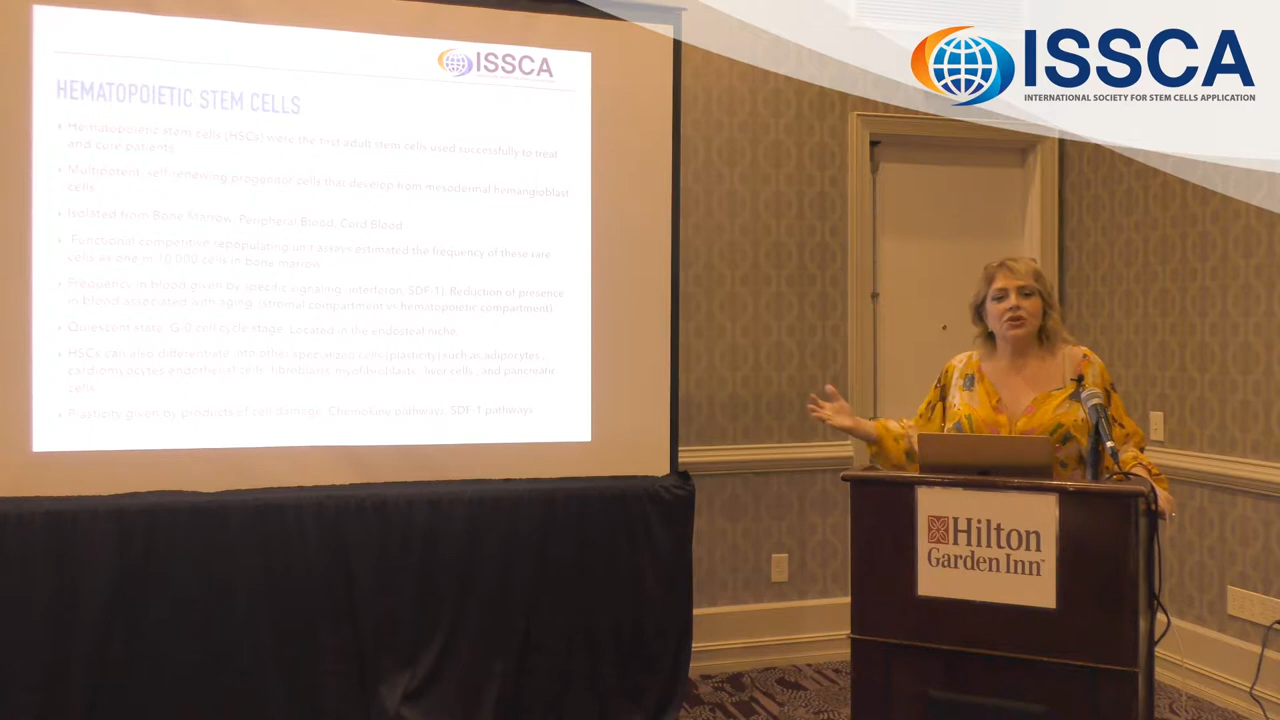 ISSCA
HEMATOPOIETIC STEM CELLS
Hematopoietic stem cells (HSCs) were the first adult stem cells used successfully to treat
and cure patients
Multipotent, self-renewing progenitor cells that develop from mesodermal hemangioblast
cells
Isolated from Bone Marrow, Peripheral Blood, Cord Blood
Functional competitive repopulating unit assays estimated the frequency of these rare
cells as one in 10,000 cells in bone marrow
Frequency in blood given by specific signaling (interferon, SDF-1). Reduction of presence
in blood associated with aging (stromal compartment vs hematopoietic compartment).
Quiescent state. G-0 cell cycle stage. Located in the endosteal niche.
HSCs can also differentiate into other specialized cells (plasticity) such as adipocytes,
cardiomyocytes endothelial cells, fibroblasts, myofibroblasts, liver cells, and pancreatic
cells
Plasticity given by products of cell damage. Chemokine pathways. SDF-1 pathways
ISSCA
INTERNATIONAL SOCIETY FOR STEM CELLS APPLICATION
Hilton
Garden Inn™